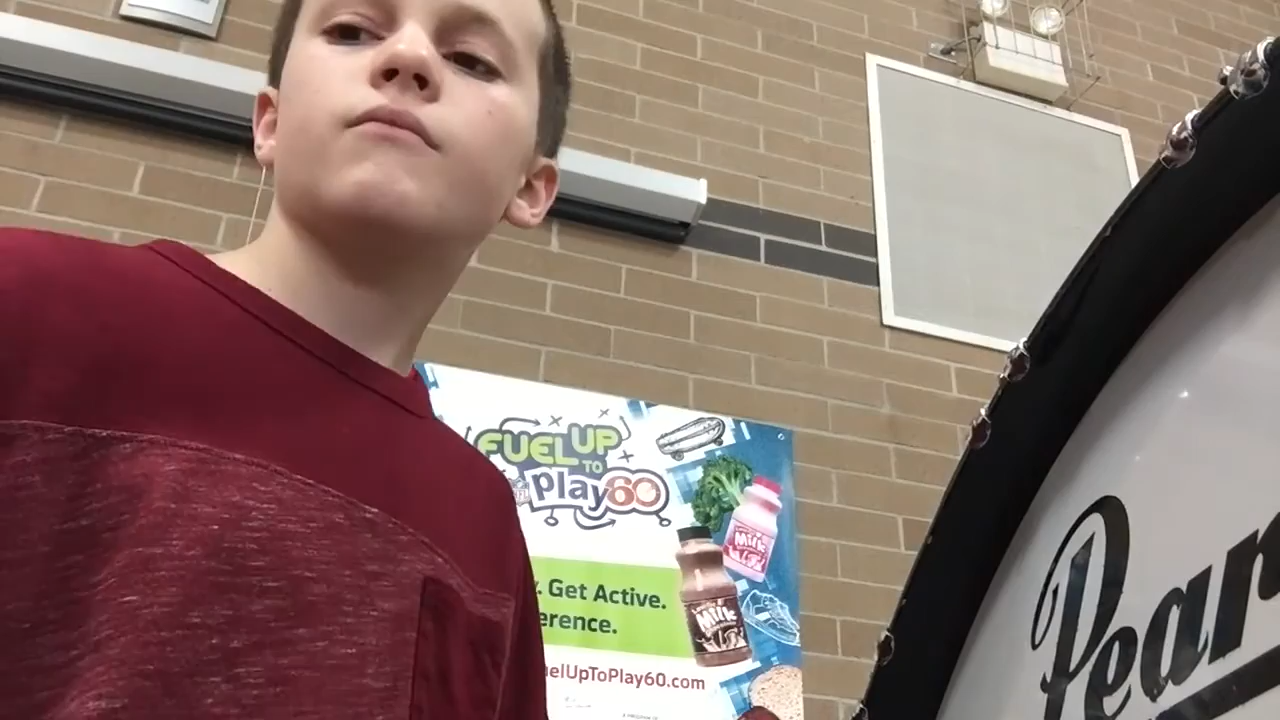 FUEL UP
TO
play60
Milk
. Get Active.
erence.
Milk
elUpToPlay60.com
Pear